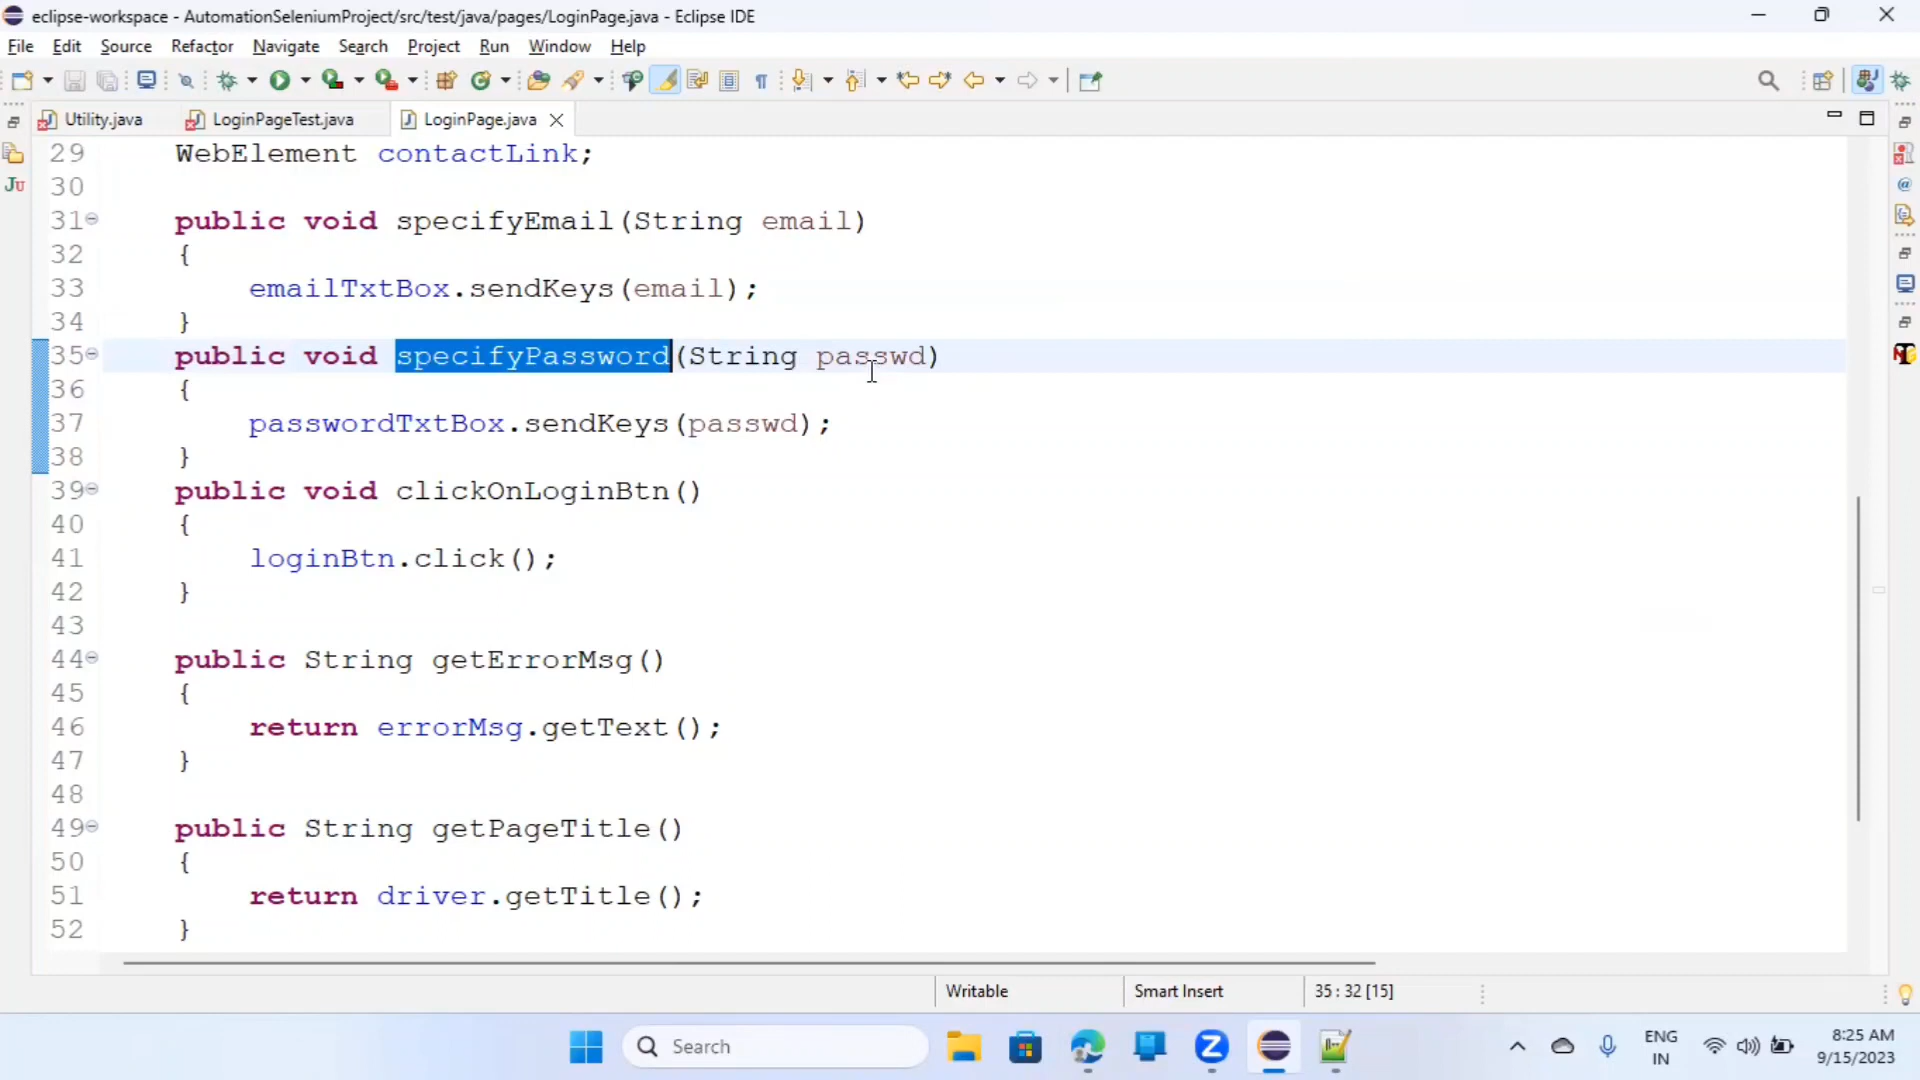 eclipse-workspace - AutomationSeleniumProject/src/test/java/pages/LoginPage.java - Eclipse IDE
File Edit Source Refactor Navigate Search Project Run Window Help
Utility.java LoginPageTest.java LoginPage.java
29 WebElement contactLink;
30
31 public void specifyEmail(String email)
32 {
33 emailTxtBox.sendKeys(email);
34 }
35 public void specifyPassword(String passwd)
36 {
37 passwordTxtBox.sendKeys(passwd);
38 }
39 public void clickOnLoginBtn()
40 {
41 loginBtn.click();
42 }
43
44 public String getErrorMsg()
45 {
46 return errorMsg.getText();
47 }
48
49 public String getPageTitle()
50 {
51 return driver.getTitle();
52 }
Writable Smart Insert 35 : 32 [15]
Search
ENG
IN
8:25 AM
9/15/2023